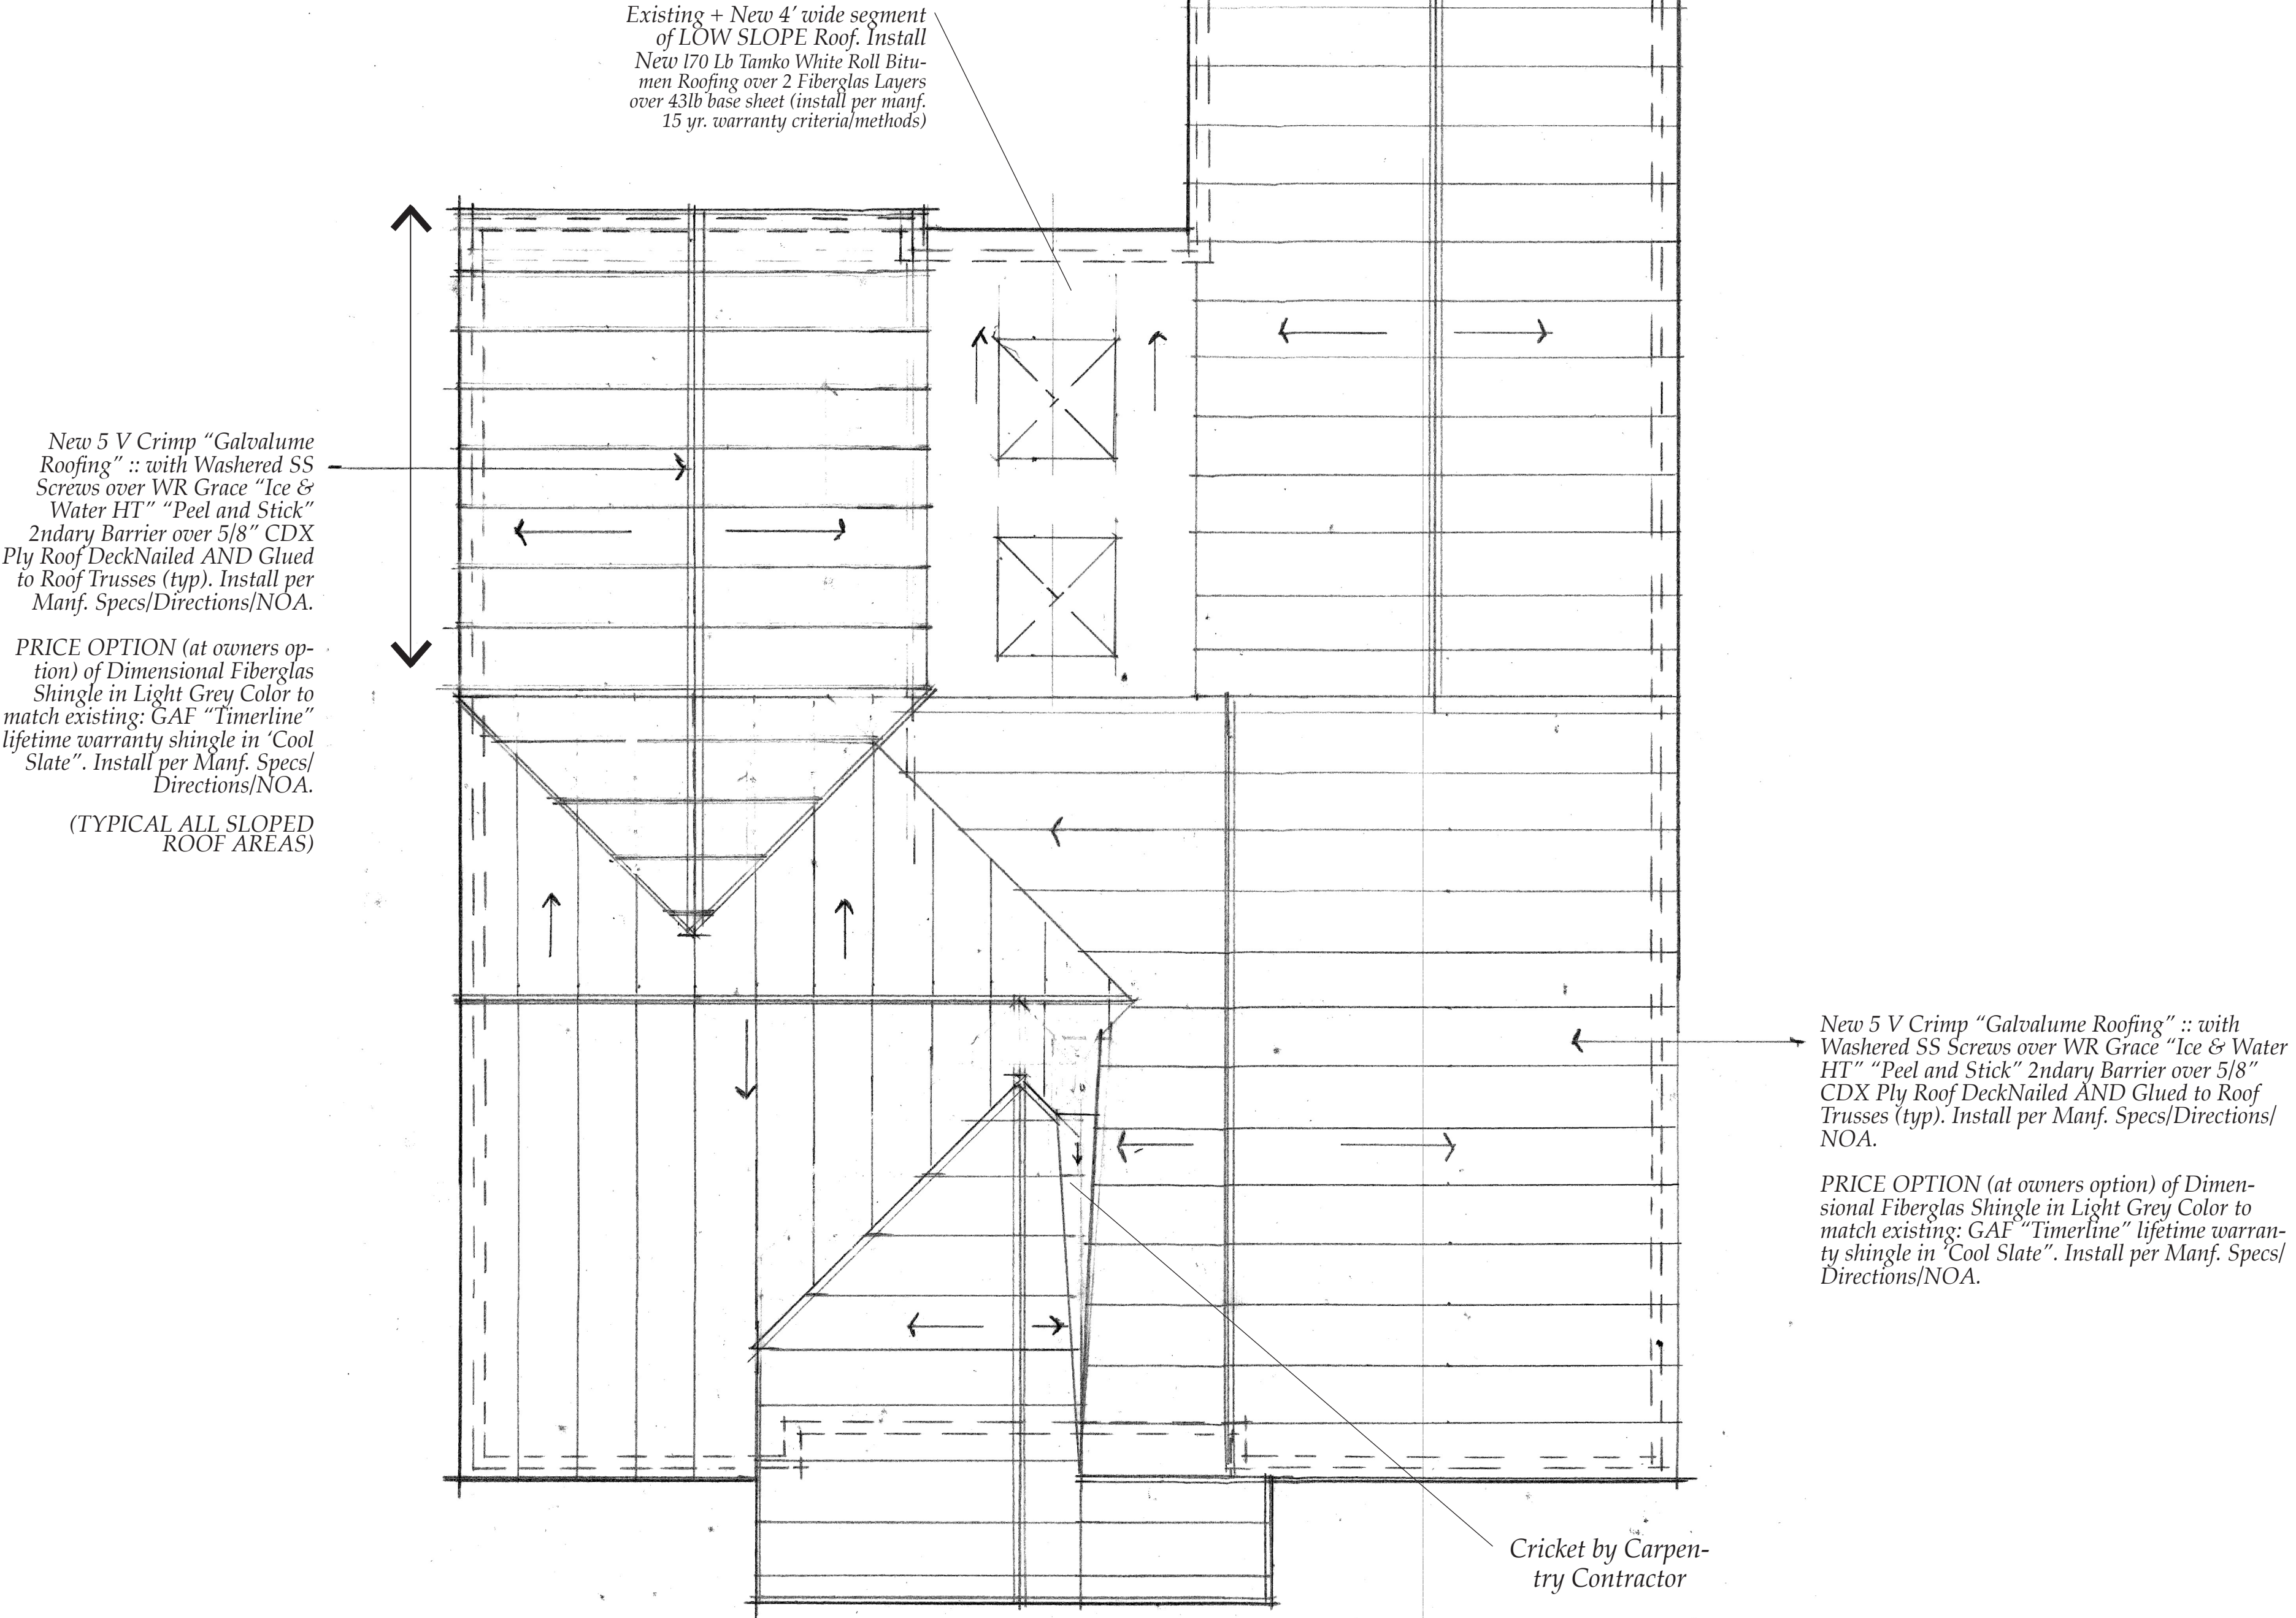 Existing + New 4’ wide segment
of LOW SLOPE Roof. Install
New 170 Lb Tamko White Roll Bitu-
men Roofing over 2 Fiberglas Layers
over 43lb base sheet (install per manf.
15 yr. warranty criteria/methods)
New 5 V Crimp “Galvalume
Roofing” :: with Washered SS
Screws over WR Grace “Ice &
Water HT” “Peel and Stick”
2ndary Barrier over 5/8” CDX
Ply Roof DeckNailed AND Glued
to Roof Trusses (typ). Install per
Manf. Specs/Directions/NOA.
PRICE OPTION (at owners op-
tion) of Dimensional Fiberglas
Shingle in Light Grey Color to
match existing: GAF “Timerline”
lifetime warranty shingle in ‘Cool
Slate”. Install per Manf. Specs/
Directions/NOA.
(TYPICAL ALL SLOPED
ROOF AREAS)
New 5 V Crimp “Galvalume Roofing” :: with
Washered SS Screws over WR Grace “Ice & Water
HT” “Peel and Stick” 2ndary Barrier over 5/8”
CDX Ply Roof DeckNailed AND Glued to Roof
Trusses (typ). Install per Manf. Specs/Directions/
NOA.
PRICE OPTION (at owners option) of Dimen-
sional Fiberglas Shingle in Light Grey Color to
match existing: GAF “Timerline” lifetime warran-
ty shingle in ‘Cool Slate”. Install per Manf. Specs/
Directions/NOA.
Cricket by Carpen-
try Contractor